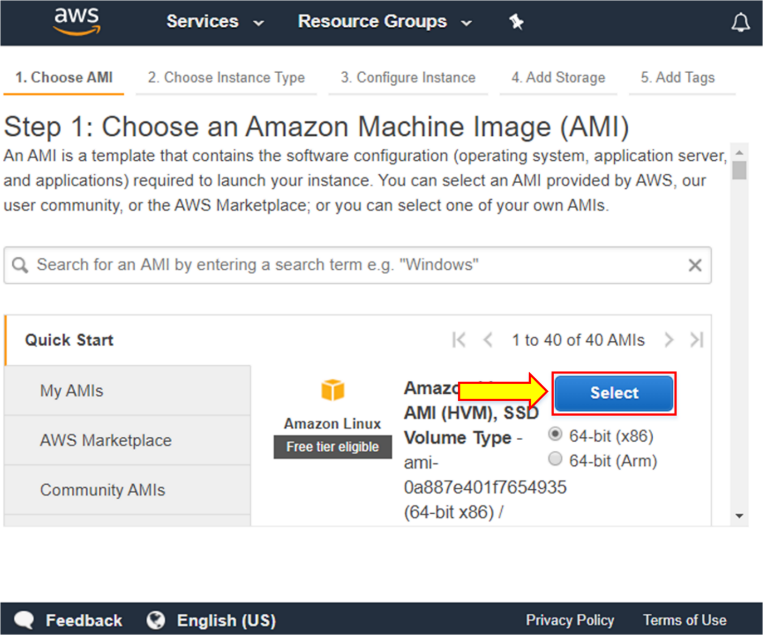 aws Services Resource Groups
1. Choose AMI 2. Choose Instance Type 3. Configure Instance 4. Add Storage 5. Add Tags
Step 1: Choose an Amazon Machine Image (AMI)
An AMI is a template that contains the software configuration (operating system, application server,
and applications) required to launch your instance. You can select an AMI provided by AWS, our
user community, or the AWS Marketplace; or you can select one of your own AMIs.
Search for an AMI by entering a search term e.g. "Windows"
Quick Start
1 to 40 of 40 AMIs
My AMIs
AWS Marketplace
Community AMIs
Amazon Linux
Free tier eligible
AMI (HVM), SSD
Volume Type -
ami-
0a887e401f7654935
(64-bit x86) /
Select
64-bit (x86)
64-bit (Arm)
Feedback English (US) Privacy Policy Terms of Use